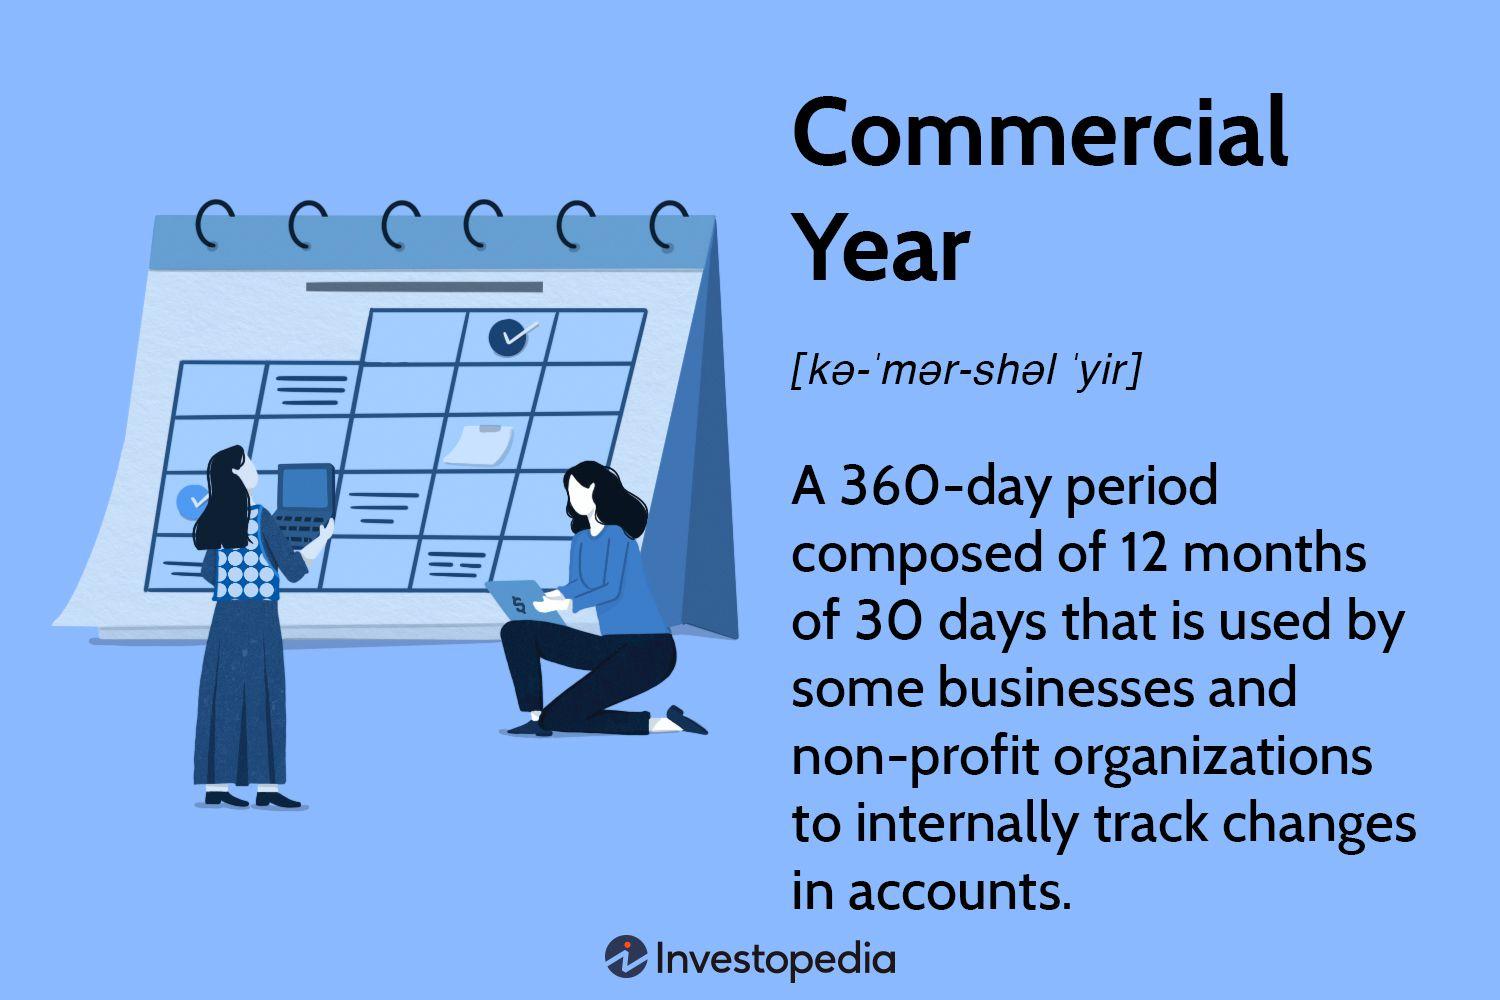 Commercial
Year
[kə-ˈmər-shəl ˈyir]
A 360-day period
composed of 12 months
of 30 days that is used by
some businesses and
non-profit organizations
to internally track changes
in accounts.
Investopedia